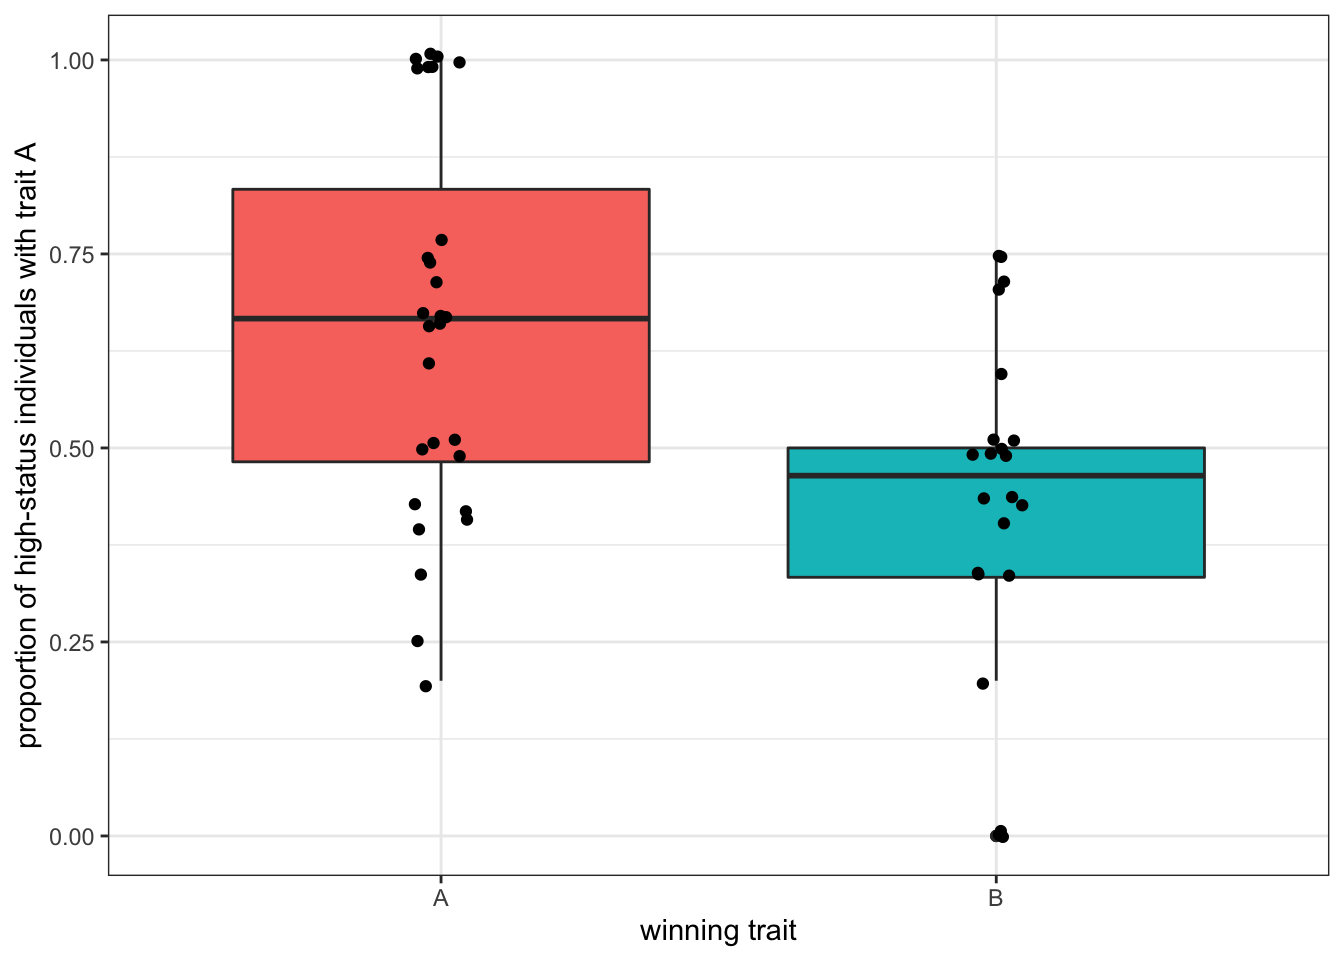 proportion of high-status individuals with trait A
1.00
0.75
0.50
0.25
0.00
A
B
winning trait